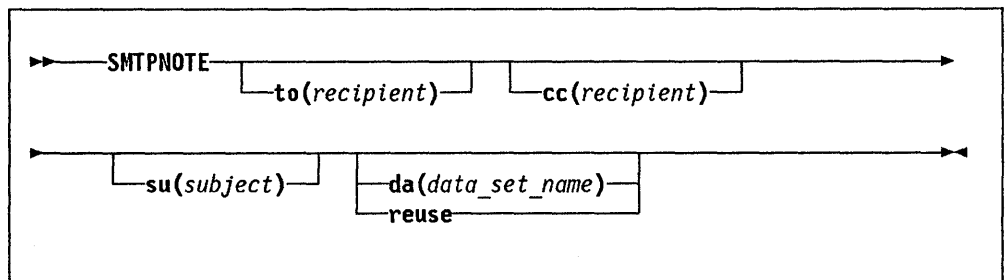 SMTPNOTE
to(recipient) cc(recipient)
su(subject) da(data_set_name)
reuse